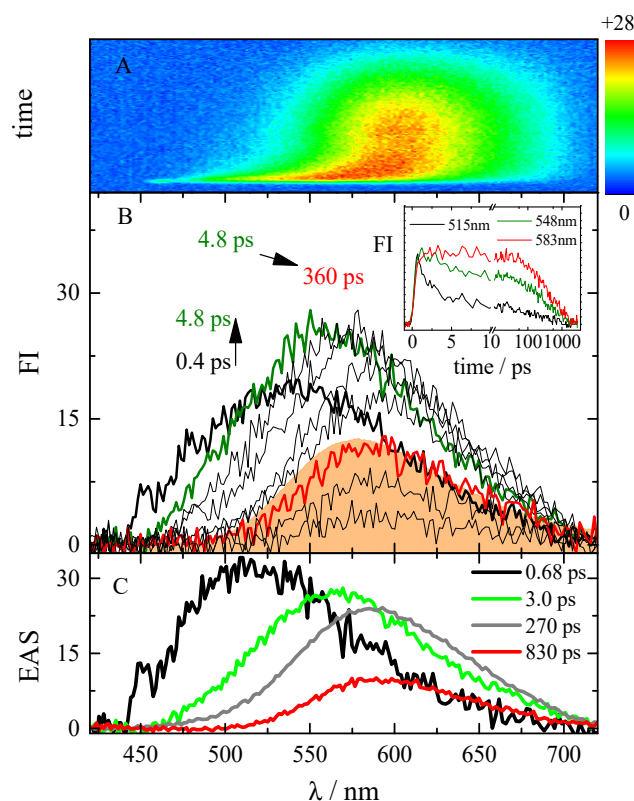 +28
A
time
0
B
FI
515nm
548nm
583nm
0 5 10 100 1000
time / ps
4.8 ps
360 ps
4.8 ps
0.4 ps
30
15
0
FI
C
0.68 ps
3.0 ps
270 ps
830 ps
30
15
0
EAS
450 500 550 600 650 700
λ / nm